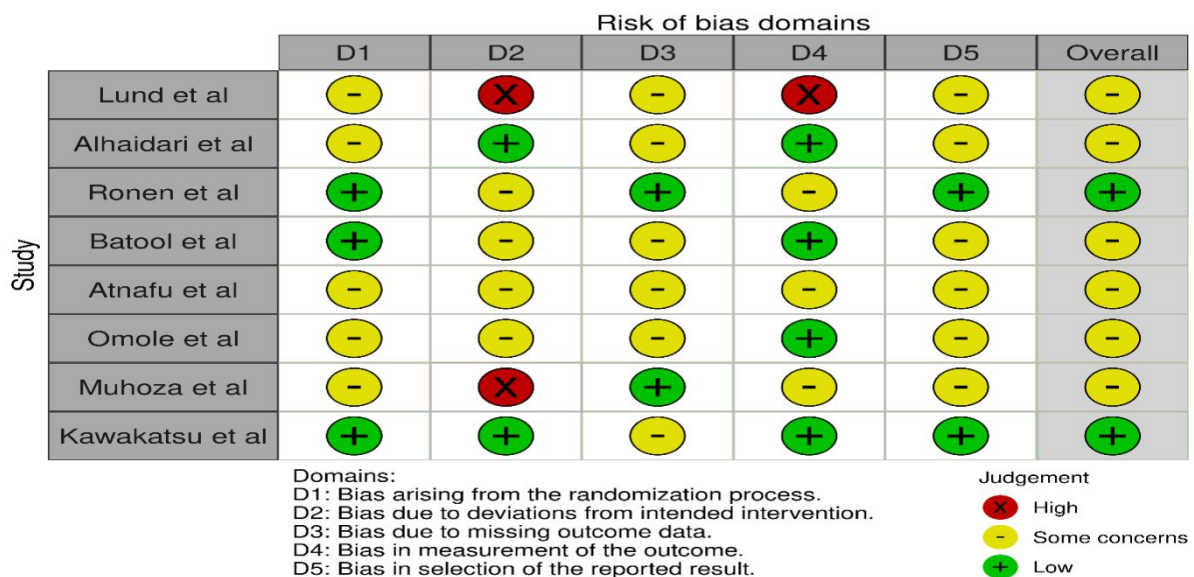 Risk of bias domains
D1 D2 D3 D4 D5 Overall
Study
Lund et al - X - X - -
Alhaidari et al - + - + - -
Ronen et al + - + - + +
Batool et al + - - + - -
Atnafu et al - - - - - -
Omole et al - - - + - -
Muhoza et al - X + - - -
Kawakatsu et al + + - + + +
Domains:
D1: Bias arising from the randomization process.
D2: Bias due to deviations from intended intervention.
D3: Bias due to missing outcome data.
D4: Bias in measurement of the outcome.
D5: Bias in selection of the reported result.
Judgement
X High
- Some concerns
+ Low